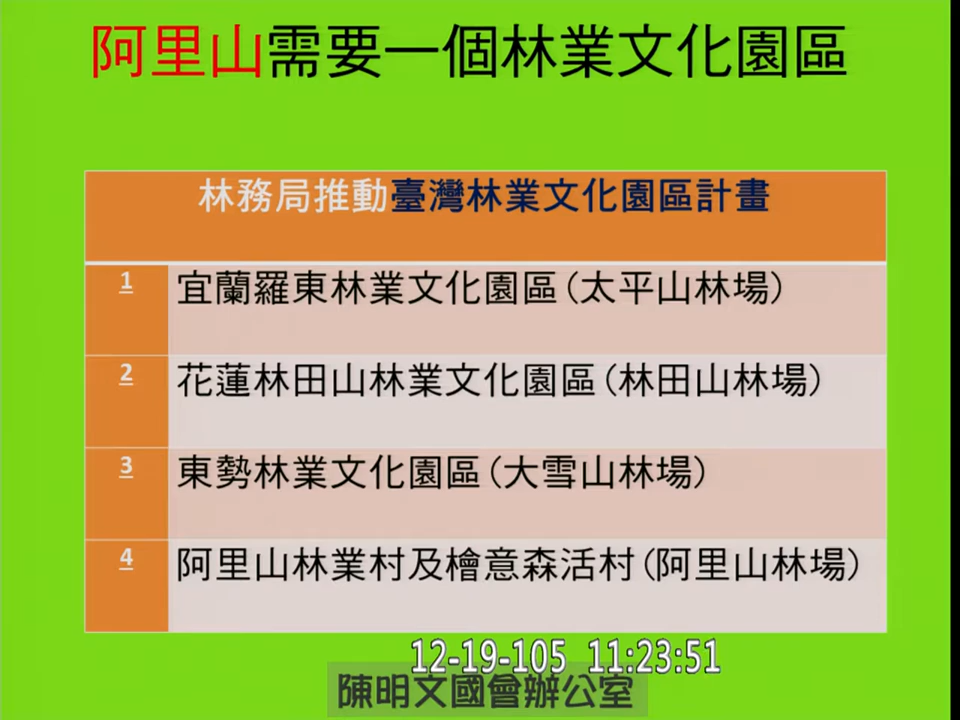 阿里山需要一個林業文化園區
林務局推動臺灣林業文化園區計畫
1 宜蘭羅東林業文化園區(太平山林場)
2 花蓮林田山林業文化園區(林田山林場)
3 東勢林業文化園區(大雪山林場)
4 阿里山林業村及檜意森活村(阿里山林場)
12-19-105 11:23:51
陳明文國會辦公室